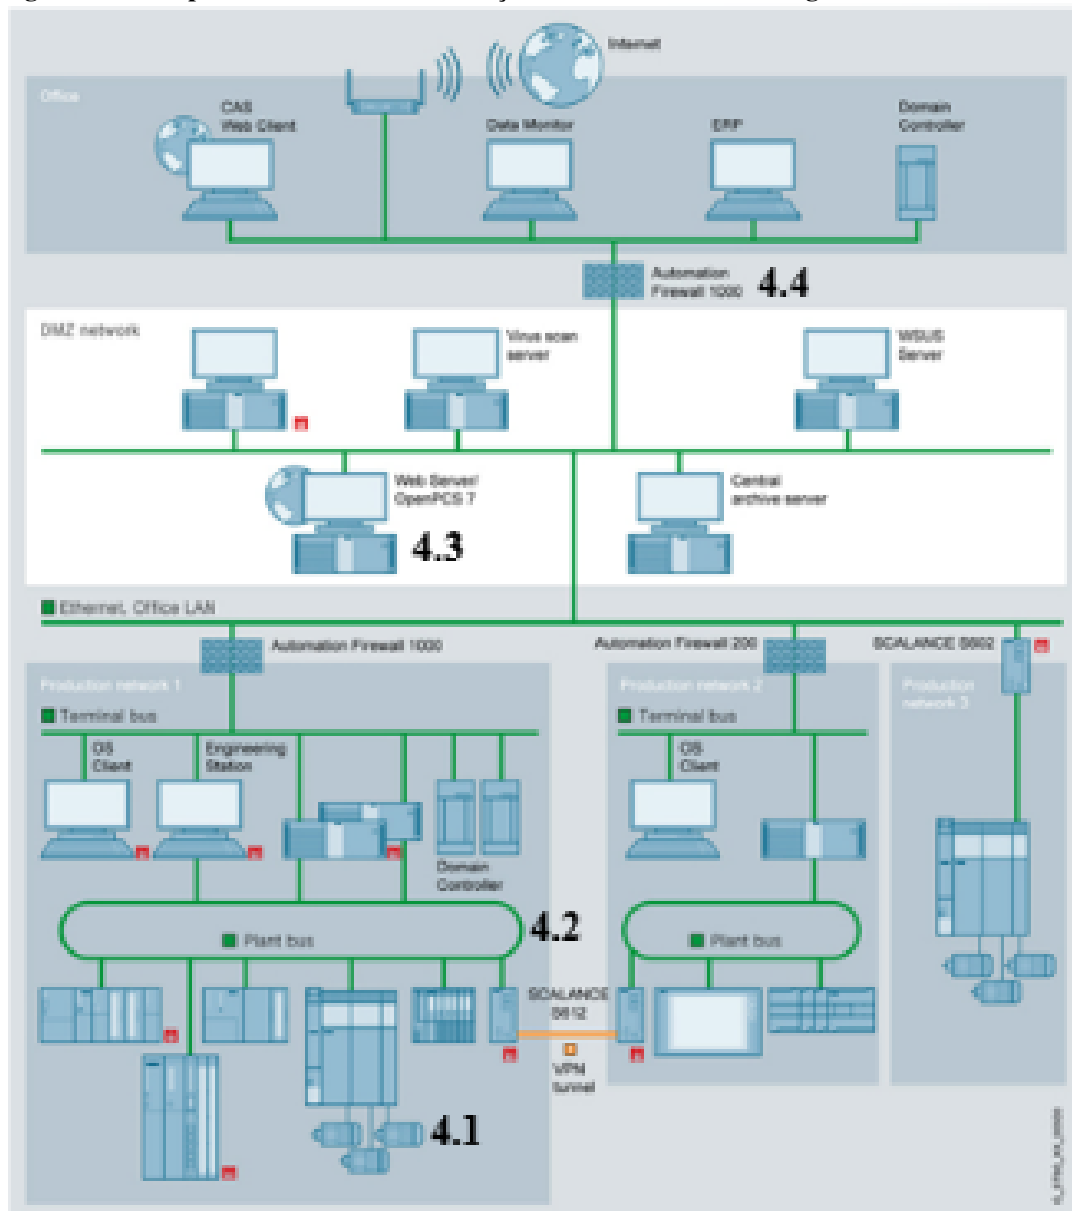 Internet
Office
CAS
Web Client
Data Monitor
ERP
Domain
Controller
Automation
Firewall 1000
4.4
DMZ network
Virus scan
server
WSUS
Server
Web Server/
OpenPCS 7
Central
archive server
4.3
Ethernet, Office LAN
Automation Firewall 1000
Automation Firewall 200
SCALANCE S602
Production network 1
Production network 2
Production
network 3
Terminal bus
Terminal bus
OS
Client
Engineering
Station
OS
Client
Domain
Controller
Plant bus
4.2
Plant bus
SCALANCE
S612
VPN
tunnel
4.1